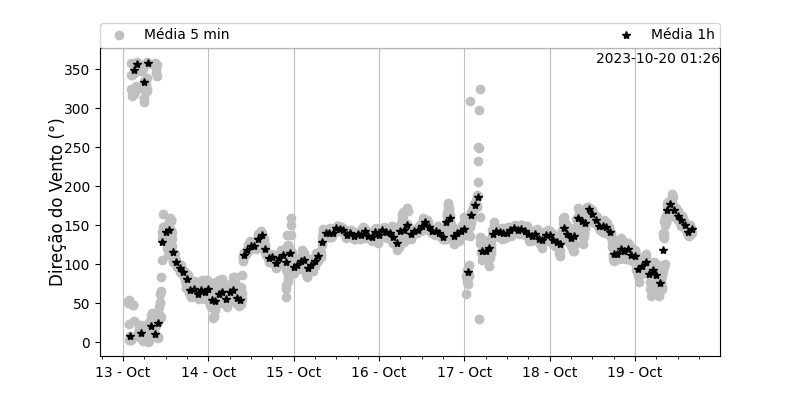 Média 5 min
Média 1h
2023-10-20 01:26
Direção do Vento (°)
350
300
250
200
150
100
50
0
13 - Oct
14 - Oct
15 - Oct
16 - Oct
17 - Oct
18 - Oct
19 - Oct